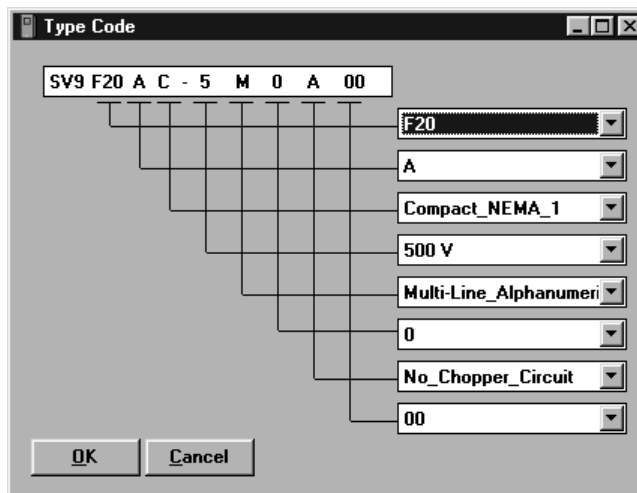 Type Code
SV9 F20 A C - 5 M 0 A 00
F20
A
Compact_NEMA_1
500 V
Multi-Line_Alphanumeri
0
No_Chopper_Circuit
00
OK Cancel